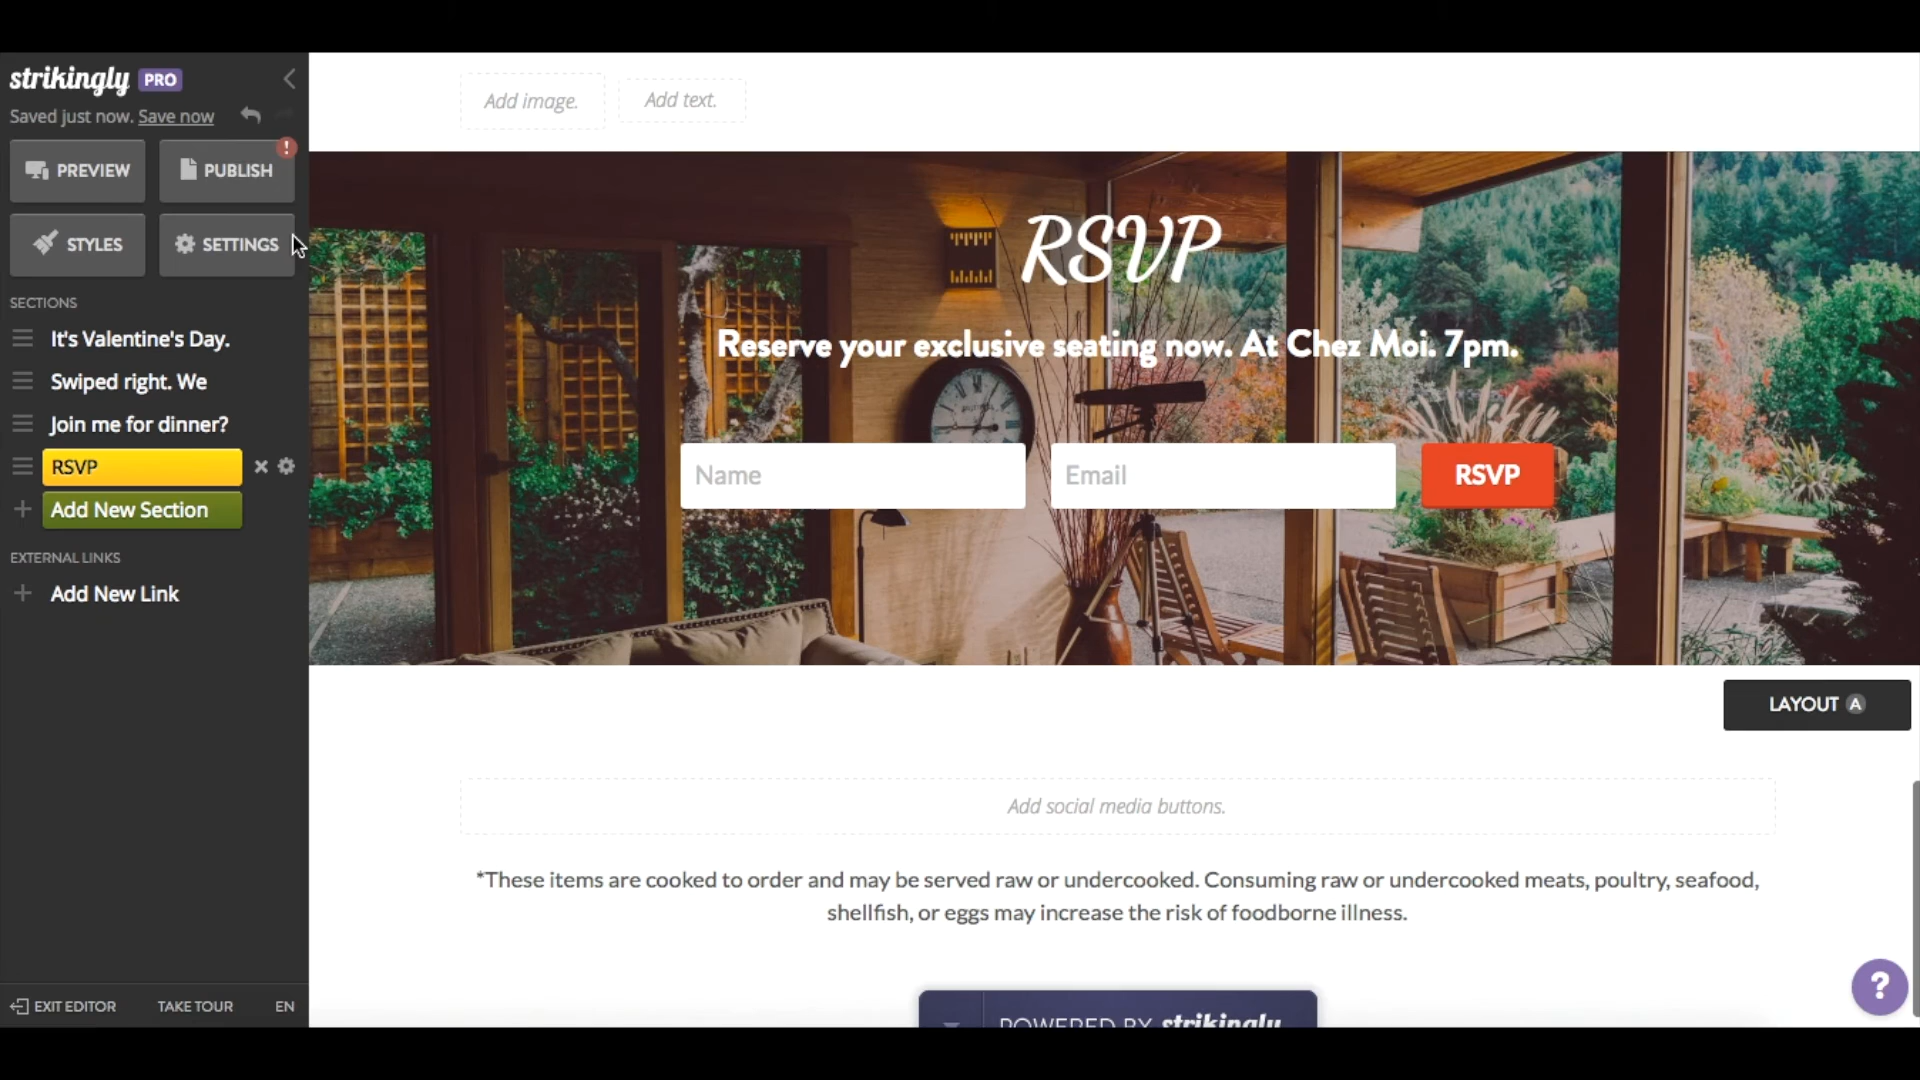 strikingly PRO
Saved just now. Save now
PREVIEW
PUBLISH
!
STYLES
SETTINGS
SECTIONS
It's Valentine's Day.
Swiped right. We
Join me for dinner?
RSVP
Add New Section
EXTERNAL LINKS
Add New Link
EXIT EDITOR
TAKE TOUR
EN
Add image.
Add text.
RSVP
Reserve your exclusive seating now. At Chez Moi. 7pm.
Name
Email
RSVP
LAYOUT A
Add social media buttons.
*These items are cooked to order and may be served raw or undercooked. Consuming raw or undercooked meats, poultry, seafood,
shellfish, or eggs may increase the risk of foodborne illness.
POWERED BY strikingly
?